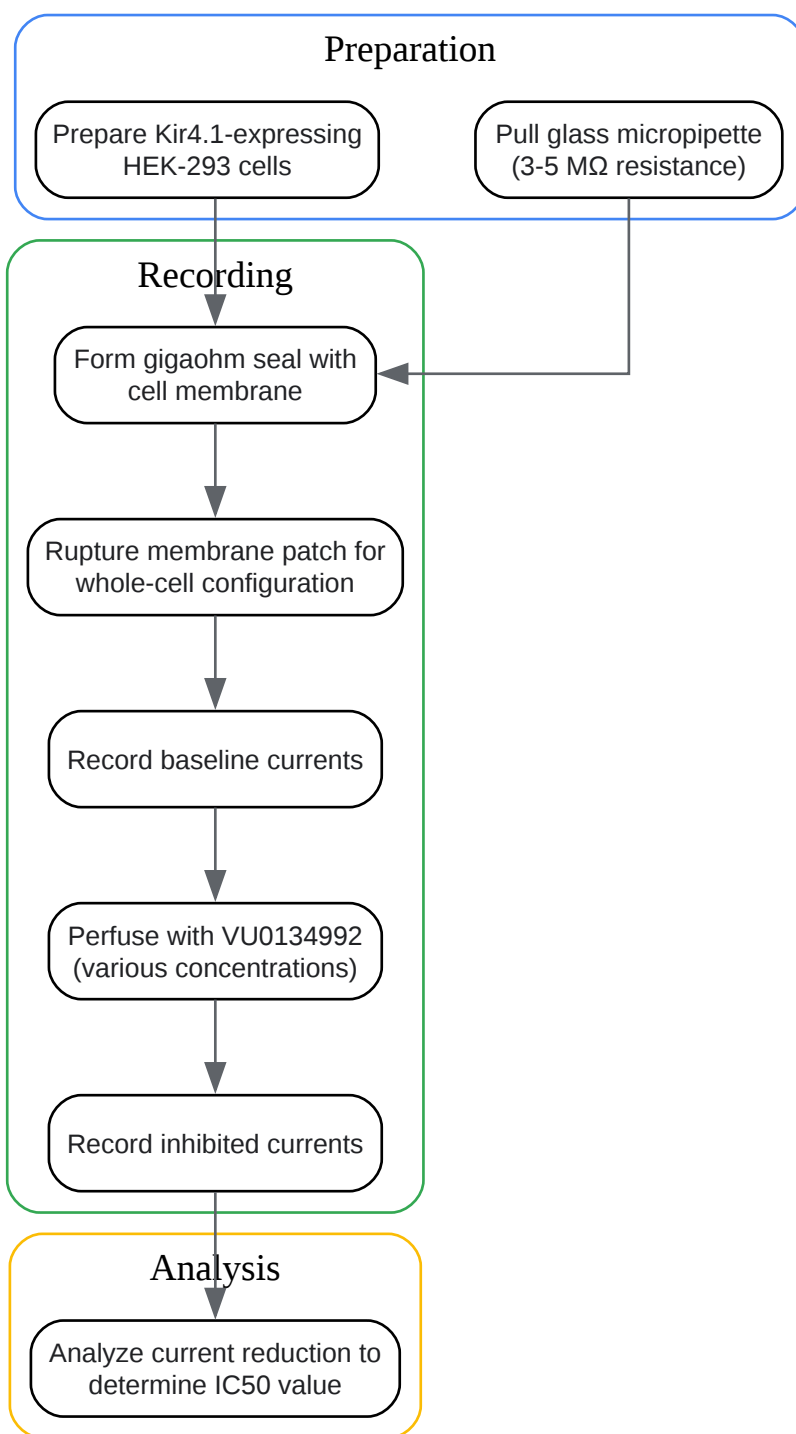 Preparation
Prepare Kir4.1-expressing
HEK-293 cells
Pull glass micropipette
(3-5 MΩ resistance)
Recording
Form gigaohm seal with
cell membrane
Rupture membrane patch for
whole-cell configuration
Record baseline currents
Perfuse with VU0134992
(various concentrations)
Record inhibited currents
Analysis
Analyze current reduction to
determine IC50 value